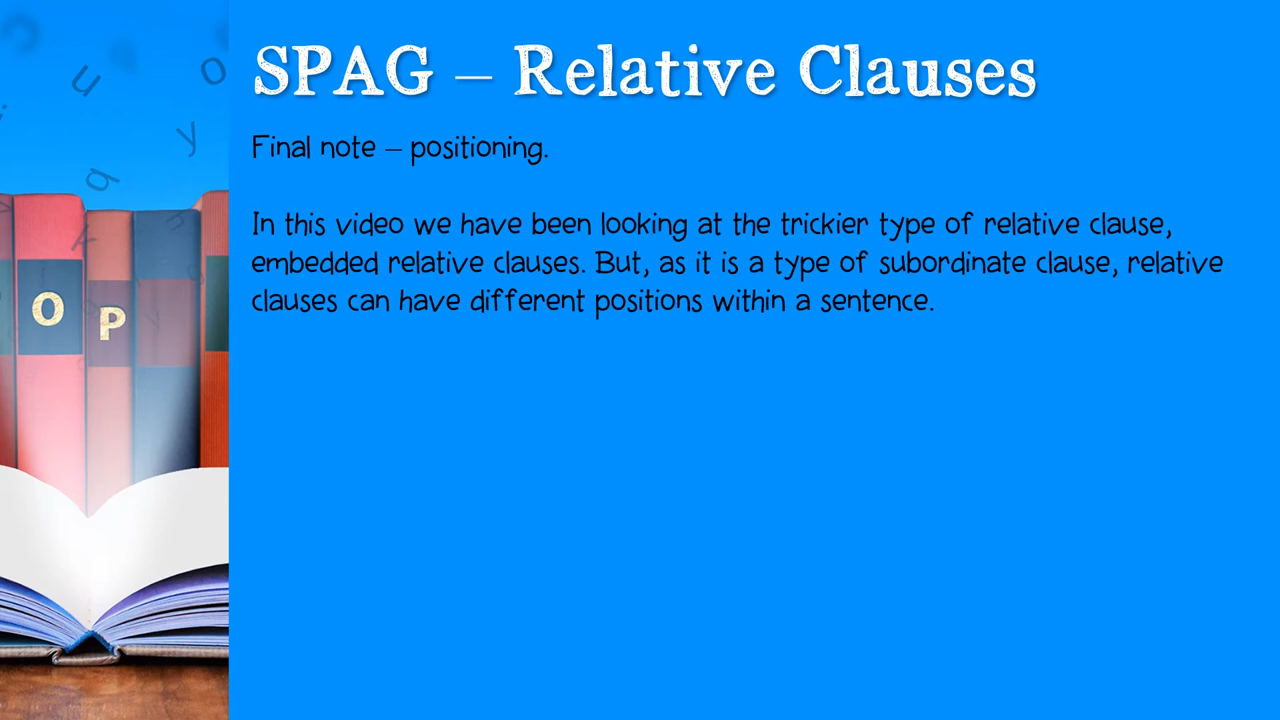 SPAG – Relative Clauses
Final note – positioning.
In this video we have been looking at the trickier type of relative clause,
embedded relative clauses. But, as it is a type of subordinate clause, relative
clauses can have different positions within a sentence.
u
o
y
a
k
O
P